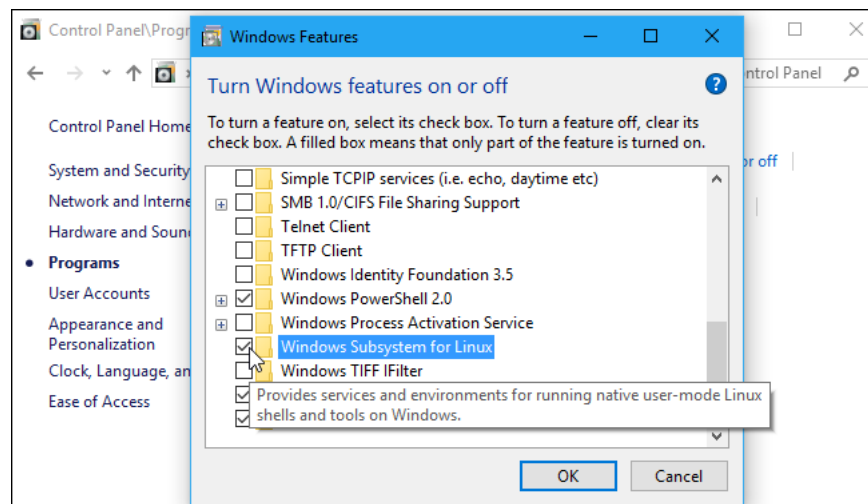 Control Panel\Progr
Windows Features
ntrol Panel
Turn Windows features on or off
To turn a feature on, select its check box. To turn a feature off, clear its
check box. A filled box means that only part of the feature is turned on.
Control Panel Home
System and Security
Network and Interne
Hardware and Soun
Programs
User Accounts
Appearance and
Personalization
Clock, Language, an
Ease of Access
or off
Simple TCPIP services (i.e. echo, daytime etc)
SMB 1.0/CIFS File Sharing Support
Telnet Client
TFTP Client
Windows Identity Foundation 3.5
Windows PowerShell 2.0
Windows Process Activation Service
Windows Subsystem for Linux
Windows TIFF IFilter
Provides services and environments for running native user-mode Linux
shells and tools on Windows.
OK
Cancel